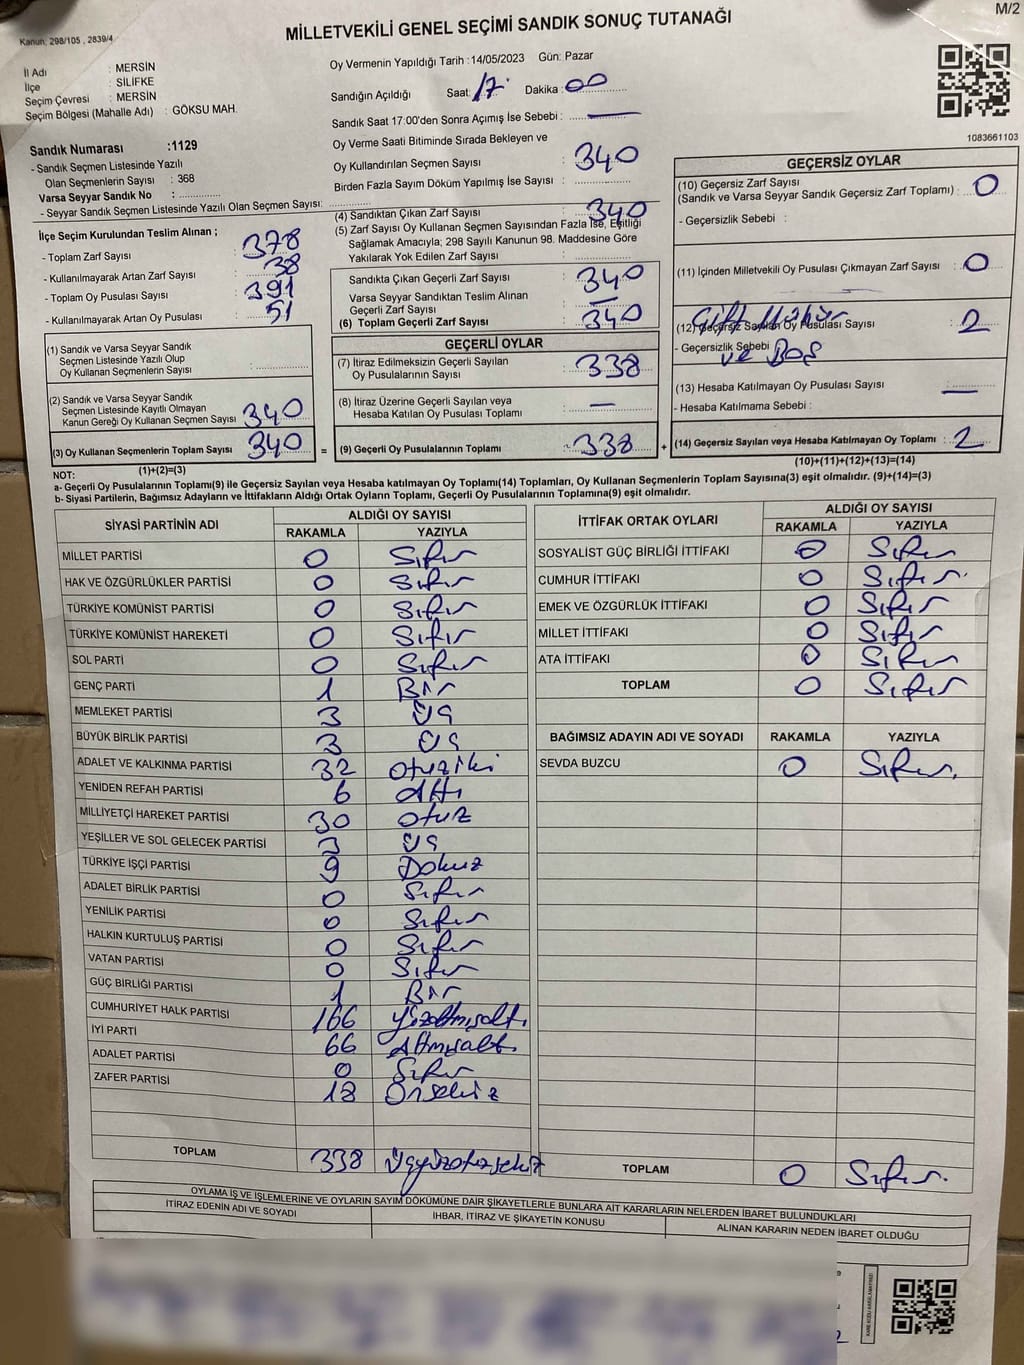 M/2
Kanun: 298/105 , 2839/4
MİLLETVEKİLİ GENEL SEÇİMİ SANDIK SONUÇ TUTANAĞI
İl Adı : MERSİN
İlçe : SİLİFKE
Seçim Çevresi : MERSİN
Seçim Bölgesi (Mahalle Adı) : GÖKSU MAH.
Oy Vermenin Yapıldığı Tarih :14/05/2023 Gün: Pazar
Sandığın Açıldığı Saat: 17 Dakika: 00
Sandık Saat 17:00'den Sonra Açımış İse Sebebi : —
Oy Verme Saati Bitiminde Sırada Bekleyen ve
Oy Kullandırılan Seçmen Sayısı : 340
Birden Fazla Sayım Döküm Yapılmış İse Sayısı :
1083661103
Sandık Numarası :1129
- Sandık Seçmen Listesinde Yazılı
Olan Seçmenlerin Sayısı : 368
Varsa Seyyar Sandık No :
- Seyyar Sandık Seçmen Listesinde Yazılı Olan Seçmen Sayısı:
İlçe Seçim Kurulundan Teslim Alınan ;
- Toplam Zarf Sayısı : 378
- Kullanılmayarak Artan Zarf Sayısı : 38
- Toplam Oy Pusulası Sayısı : 391
- Kullanılmayarak Artan Oy Pusulası : 51
(1) Sandık ve Varsa Seyyar Sandık
Seçmen Listesinde Yazılı Olup
Oy Kullanan Seçmenlerin Sayısı :
(2) Sandık ve Varsa Seyyar Sandık
Seçmen Listesinde Kayıtlı Olmayan
Kanun Gereği Oy Kullanan Seçmen Sayısı : 340
(3) Oy Kullanan Seçmenlerin Toplam Sayısı : 340
(1)+(2)=(3)
(4) Sandıktan Çıkan Zarf Sayısı : 340
(5) Zarf Sayısı Oy Kullanan Seçmen Sayısından Fazla İse, Eşitliği
Sağlamak Amacıyla; 298 Sayılı Kanunun 98. Maddesine Göre
Yakılarak Yok Edilen Zarf Sayısı :
Sandıkta Çıkan Geçerli Zarf Sayısı : 340
Varsa Seyyar Sandıktan Teslim Alınan
Geçerli Zarf Sayısı : —
(6) Toplam Geçerli Zarf Sayısı : 340
GEÇERLİ OYLAR
(7) İtiraz Edilmeksizin Geçerli Sayılan
Oy Pusulalarının Sayısı : 338
(8) İtiraz Üzerine Geçerli Sayılan veya
Hesaba Katılan Oy Pusulası Toplamı : —
= (9) Geçerli Oy Pusulalarının Toplamı : 338 +
GEÇERSİZ OYLAR
(10) Geçersiz Zarf Sayısı
(Sandık ve Varsa Seyyar Sandık Geçersiz Zarf Toplamı) : 0
- Geçersizlik Sebebi :
(11) İçinden Milletvekili Oy Pusulası Çıkmayan Zarf Sayısı : 0
(12) Geçersiz Sayılan Oy Pusulası Sayısı : 2
- Geçersizlik Sebebi : Çift Mühür
ve Boş
(13) Hesaba Katılmayan Oy Pusulası Sayısı : —
- Hesaba Katılmama Sebebi :
(14) Geçersiz Sayılan veya Hesaba Katılmayan Oy Toplamı : 2
(10)+(11)+(12)+(13)=(14)
NOT:
a- Geçerli Oy Pusulalarının Toplamı(9) ile Geçersiz Sayılan veya Hesaba katılmayan Oy Toplamı(14) Toplamları, Oy Kullanan Seçmenlerin Toplam Sayısına(3) eşit olmalıdır. (9)+(14)=(3)
b- Siyasi Partilerin, Bağımsız Adayların ve İttifakların Aldığı Ortak Oyların Toplamı, Geçerli Oy Pusulalarının Toplamına(9) eşit olmalıdır.
SİYASİ PARTİNİN ADI ALDIĞI OY SAYISI
RAKAMLA YAZIYLA
MİLLET PARTİSİ 0 Sıfır
HAK VE ÖZGÜRLÜKLER PARTİSİ 0 Sıfır
TÜRKİYE KOMÜNİST PARTİSİ 0 Sıfır
TÜRKİYE KOMÜNİST HAREKETİ 0 Sıfır
SOL PARTİ 0 Sıfır
GENÇ PARTİ 1 Bir
MEMLEKET PARTİSİ 3 Üç
BÜYÜK BİRLİK PARTİSİ 3 Üç
ADALET VE KALKINMA PARTİSİ 32 otuziki
YENİDEN REFAH PARTİSİ 6 altı
MİLLİYETÇİ HAREKET PARTİSİ 30 otuz
YEŞİLLER VE SOL GELECEK PARTİSİ 3 üç
TÜRKİYE İŞÇİ PARTİSİ 9 Dokuz
ADALET BİRLİK PARTİSİ 0 Sıfır
YENİLİK PARTİSİ 0 Sıfır
HALKIN KURTULUŞ PARTİSİ 0 Sıfır
VATAN PARTİSİ 0 Sıfır
GÜÇ BİRLİĞİ PARTİSİ 1 Bir
CUMHURİYET HALK PARTİSİ 166 Yüzaltmışaltı
İYİ PARTİ 66 Altmışaltı
ADALET PARTİSİ 0 Sıfır
ZAFER PARTİSİ 18 Onsekiz
TOPLAM 338 Üçyüzotuzsekiz
İTTİFAK ORTAK OYLARI ALDIĞI OY SAYISI
RAKAMLA YAZIYLA
SOSYALİST GÜÇ BİRLİĞİ İTTİFAKI 0 Sıfır
CUMHUR İTTİFAKI 0 Sıfır
EMEK VE ÖZGÜRLÜK İTTİFAKI 0 Sıfır
MİLLET İTTİFAKI 0 Sıfır
ATA İTTİFAKI 0 Sıfır
TOPLAM 0 Sıfır
BAĞIMSIZ ADAYIN ADI VE SOYADI RAKAMLA YAZIYLA
SEVDA BUZCU 0 Sıfır
TOPLAM 0 Sıfır
OYLAMA İŞ VE İŞLEMLERİNE VE OYLARIN SAYIM DÖKÜMÜNE DAİR ŞİKAYETLERLE BUNLARA AİT KARARLARIN NELERDEN İBARET BULUNDUKLARI
İTİRAZ EDENİN ADI VE SOYADI İHBAR, İTİRAZ VE ŞİKAYETİN KONUSU ALINAN KARARIN NEDEN İBARET OLDUĞU